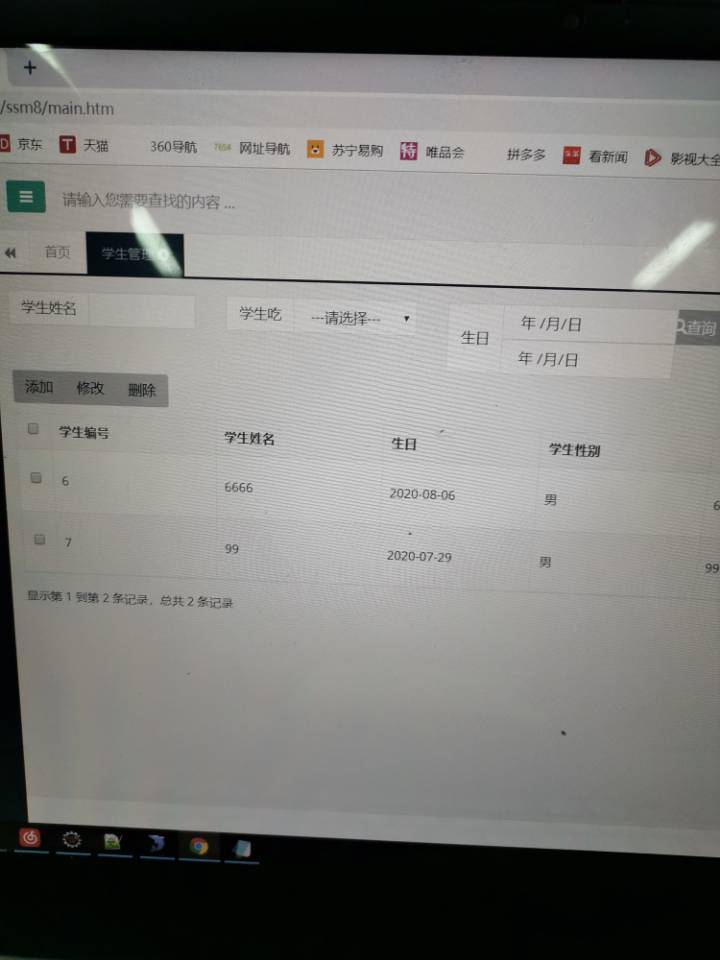 +
/ssm8/main.htm
京东 T 天猫 360导航 7654 网址导航 苏宁易购 特 唯品会 拼多多 看新闻 影视大全
请输入您需要查找的内容 ...
首页 学生管理
学生姓名 学生吃 ---请选择--- 生日 年 /月/日 查询
年 /月/日
添加 修改 删除
学生编号 学生姓名 生日 学生性别
6 6666 2020-08-06 男 6
7 99 2020-07-29 男 99
显示第 1 到第 2 条记录，总共 2 条记录